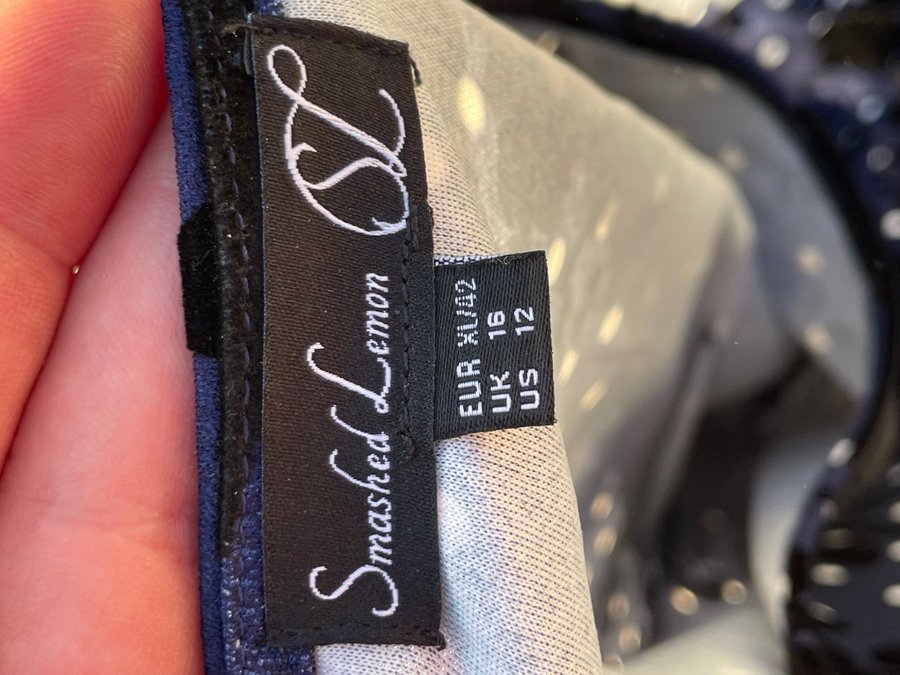 SL
Smashed Lemon
EUR XL/42
UK 16
US 12